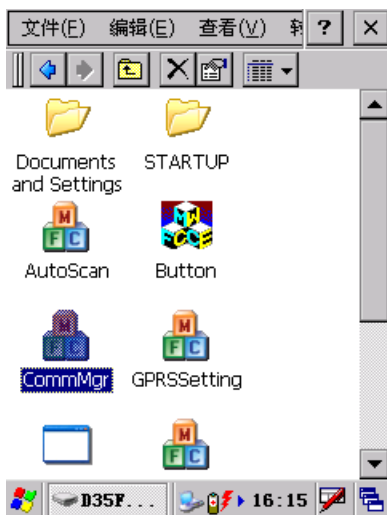 文件(F) 编辑(E) 查看(V) ?
Documents and Settings
STARTUP
AutoScan
Button
CommMgr
GPRSSetting
D35F... 16:15